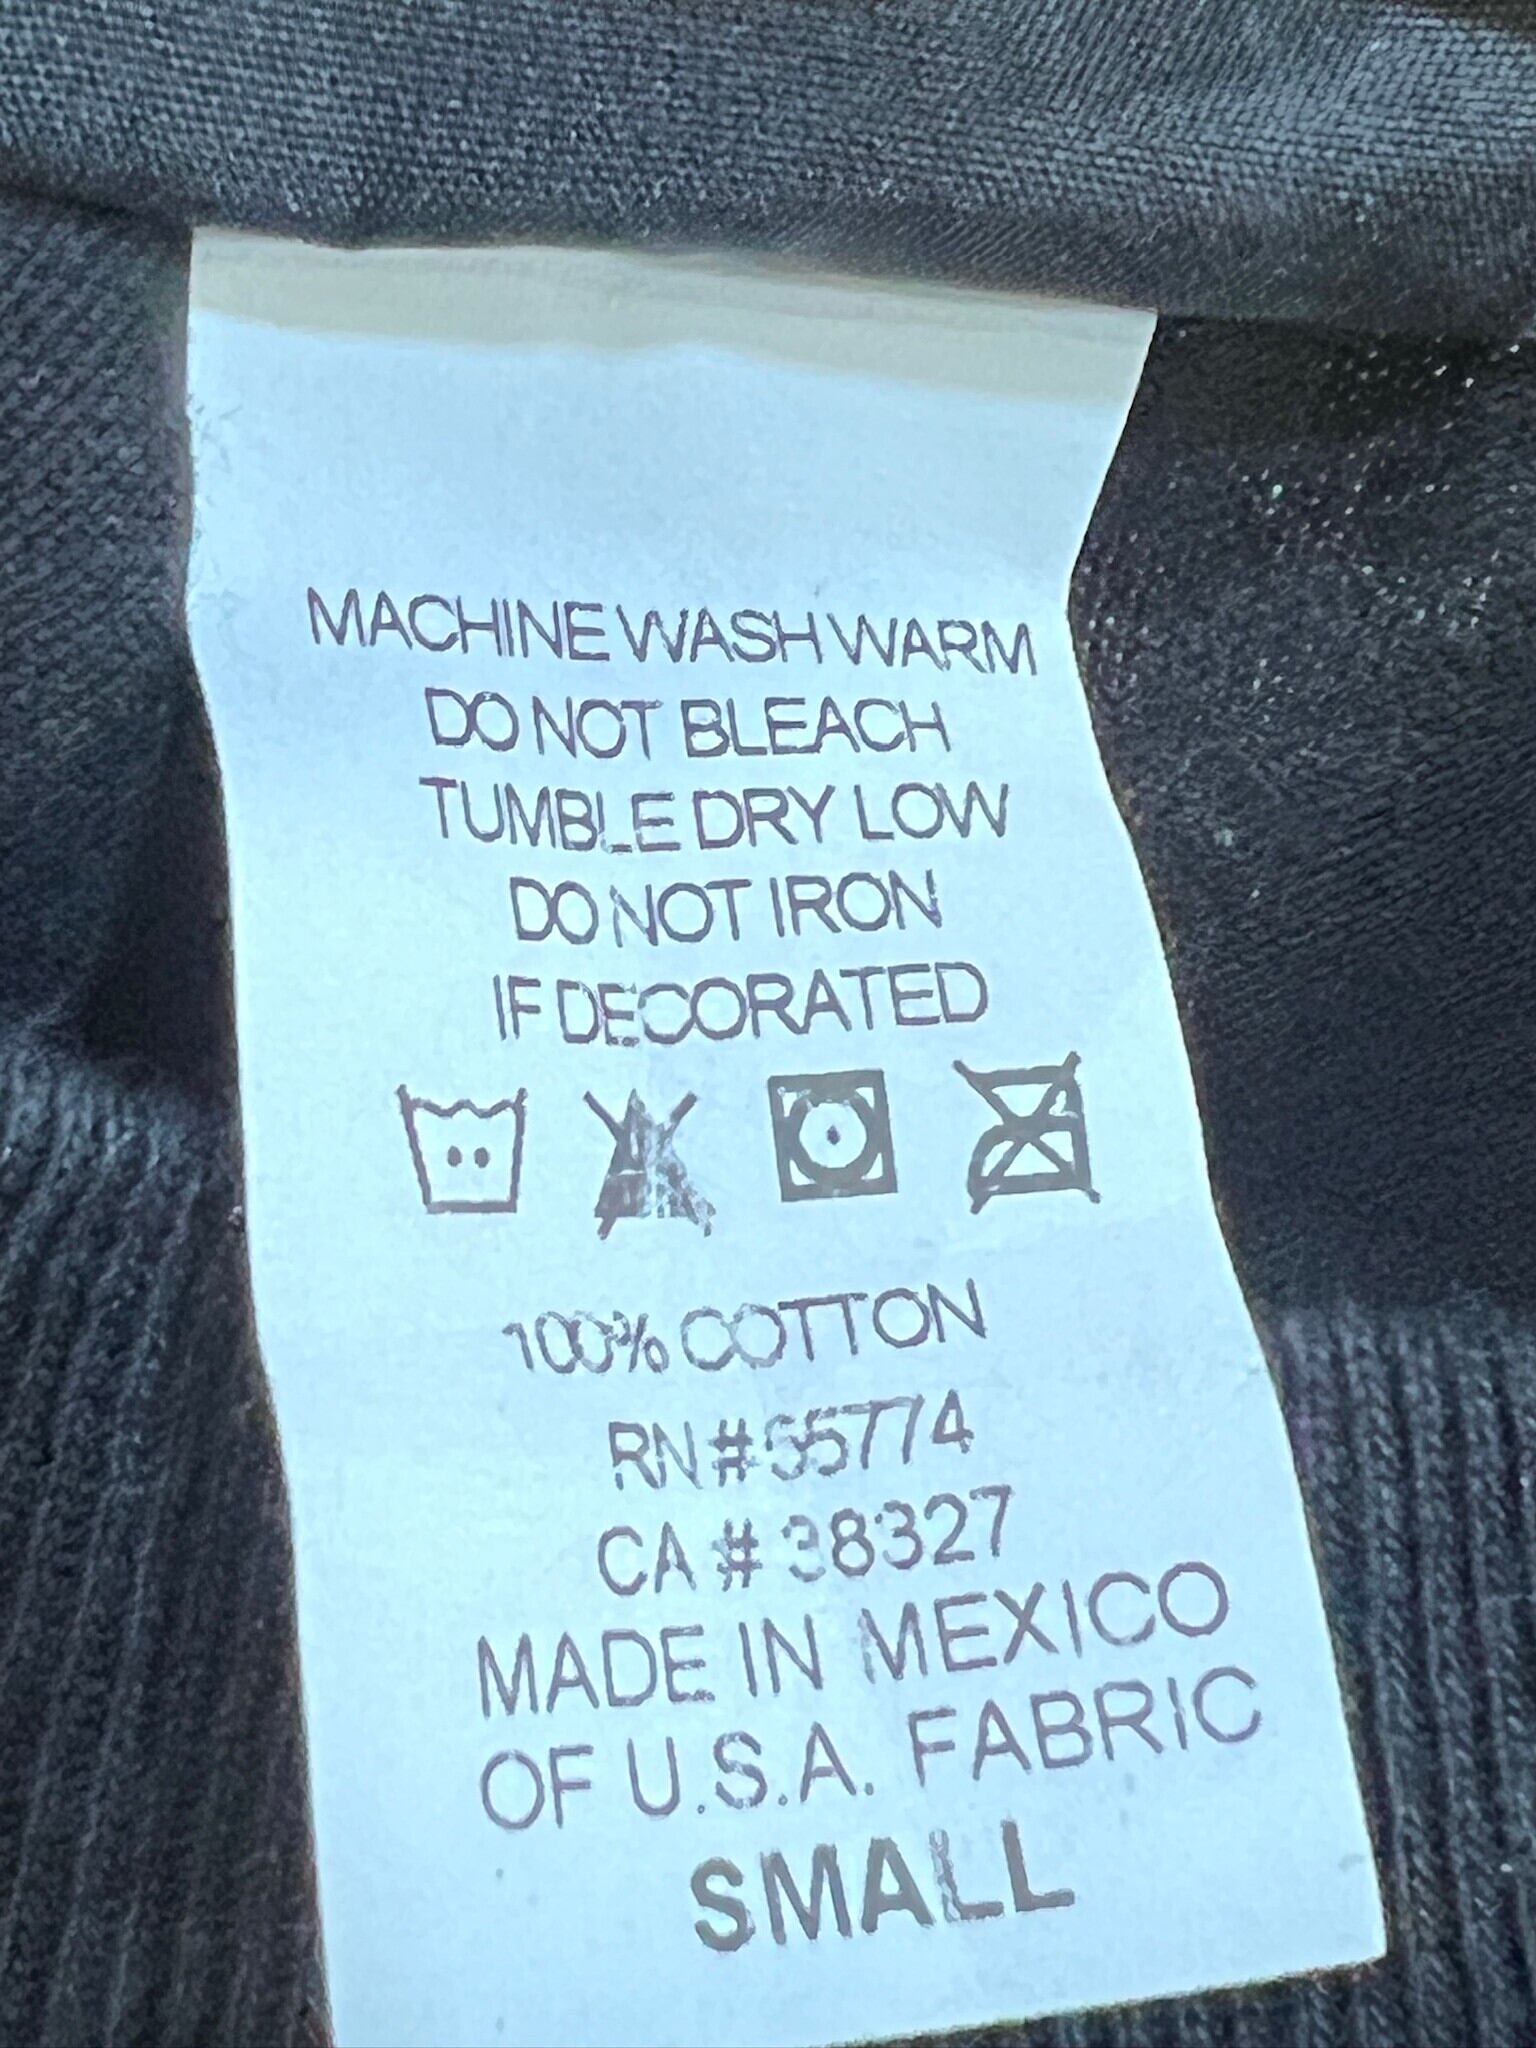 MACHINE WASH WARM
DO NOT BLEACH
TUMBLE DRY LOW
DO NOT IRON
IF DECORATED
100% COTTON
RN #
CA # 38327
MADE IN MEXICO
OF U.S.A. FABRIC
SMALL